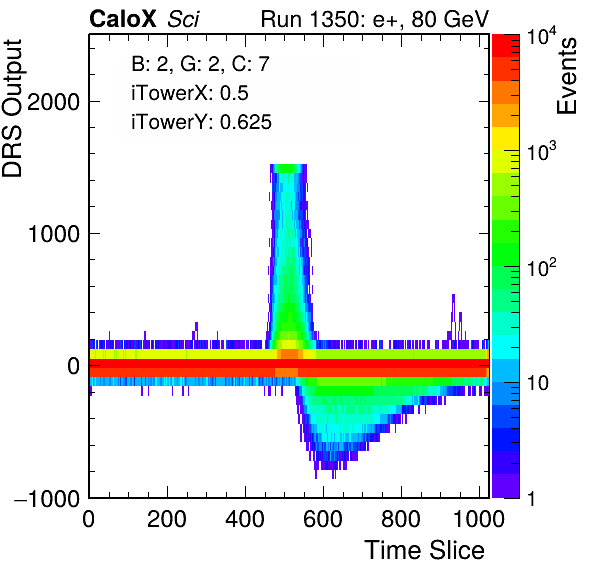 CaloX Sci Run 1350: e+, 80 GeV
B: 2, G: 2, C: 7
iTowerX: 0.5
iTowerY: 0.625
DRS Output
2000
1000
0
−1000
0 200 400 600 800 1000
Time Slice
Events
10^4
10^3
10^2
10
1